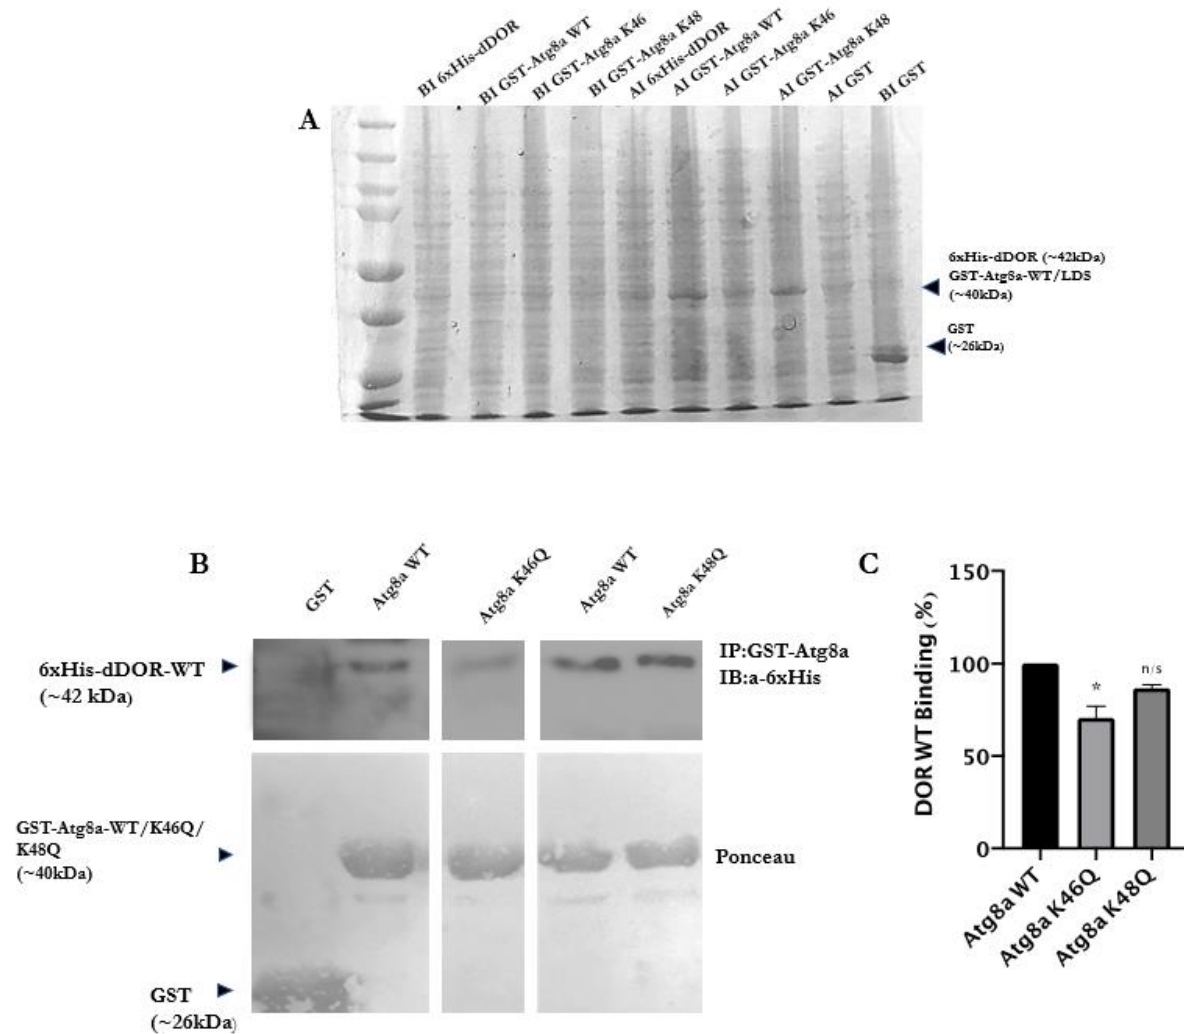 BI 6xHis-dDOR
BI GST-Atg8a WT
BI GST-Atg8a K46
BI GST-Atg8a K48
AI 6xHis-dDOR
AI GST-Atg8a WT
AI GST-Atg8a K46
AI GST-Atg8a K48
AI GST
BI GST
A
6xHis-dDOR (~42kDa)
GST-Atg8a-WT/LDS
(~40kDa)
GST
(~26kDa)
B
GST
Atg8a WT
Atg8a K46Q
Atg8a WT
Atg8a K48Q
6xHis-dDOR-WT
(~42 kDa)
IP:GST-Atg8a
IB:a-6xHis
GST-Atg8a-WT/K46Q/
K48Q
(~40kDa)
Ponceau
GST
(~26kDa)
C
DOR WT Binding (%)
150
100
50
0
*
n/s
Atg8a WT
Atg8a K46Q
Atg8a K48Q